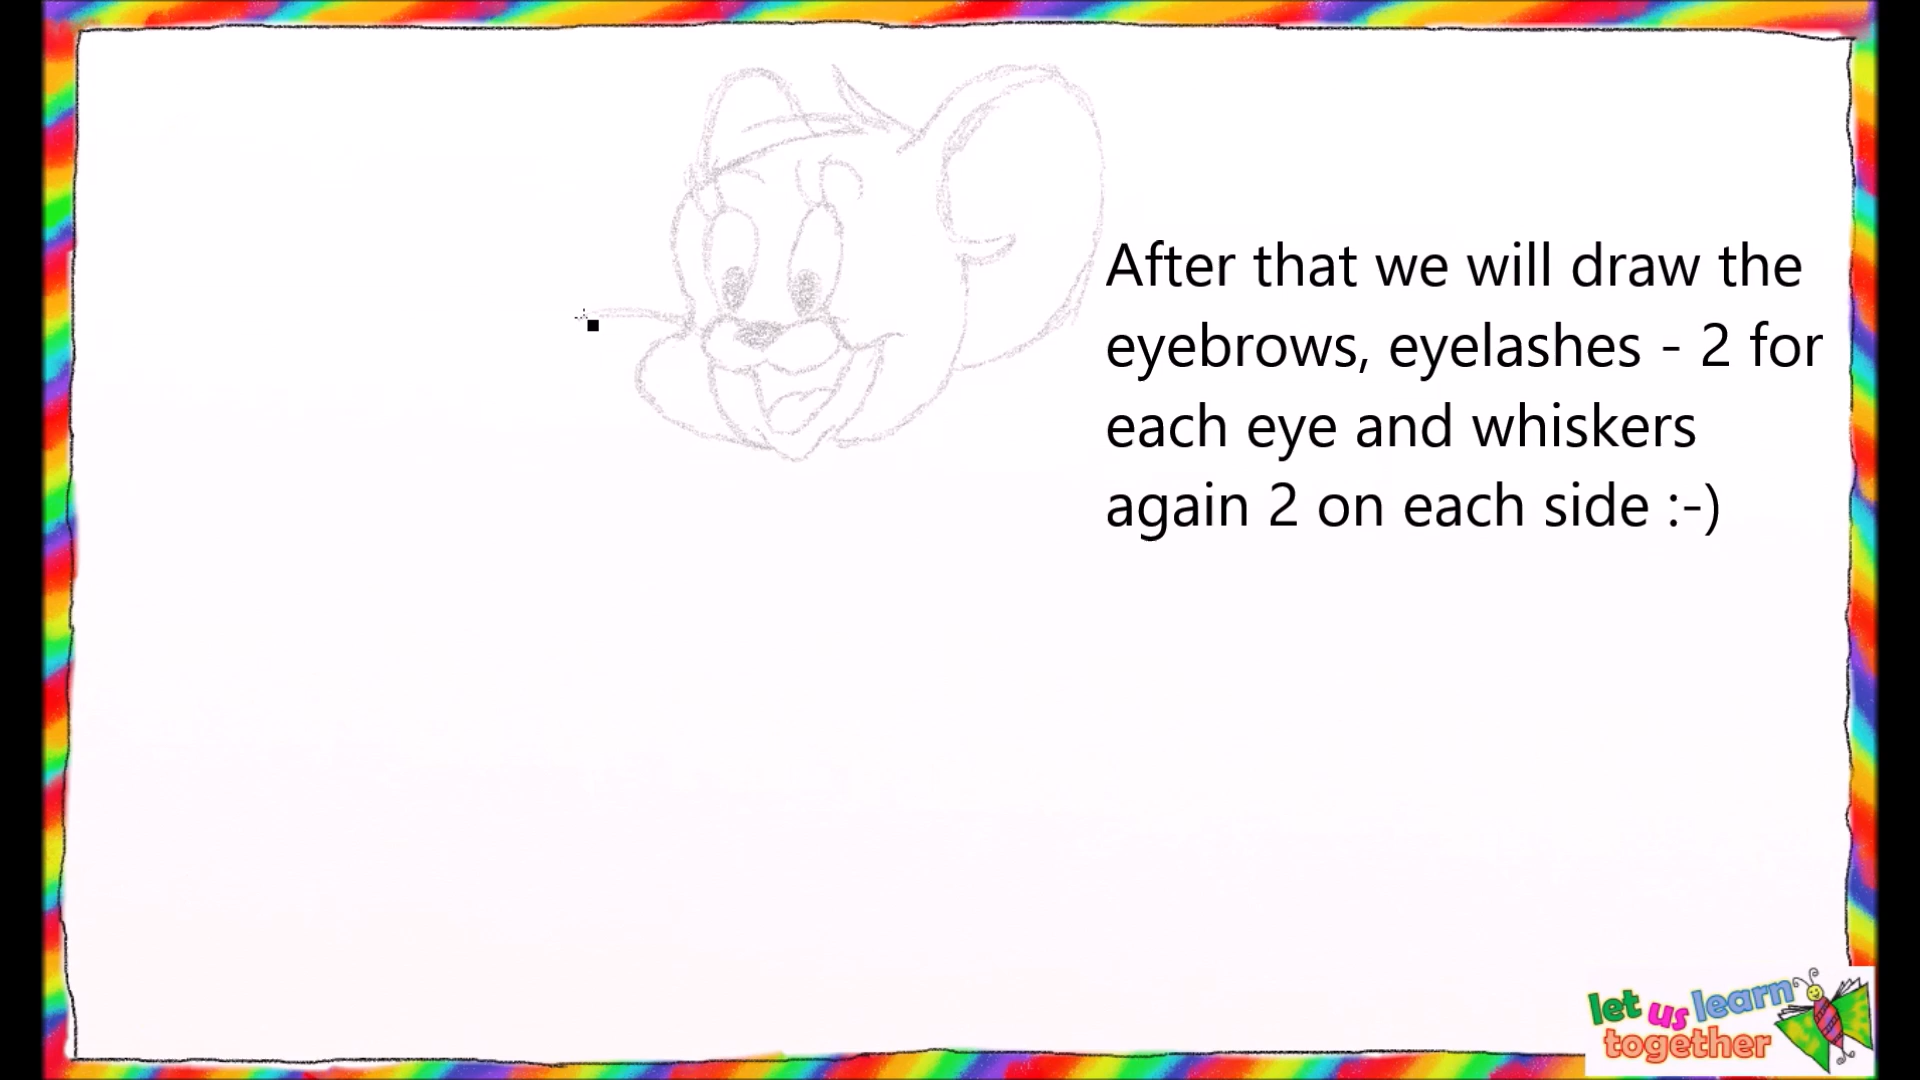 After that we will draw the
eyebrows, eyelashes - 2 for
each eye and whiskers
again 2 on each side :-)
let us learn
together